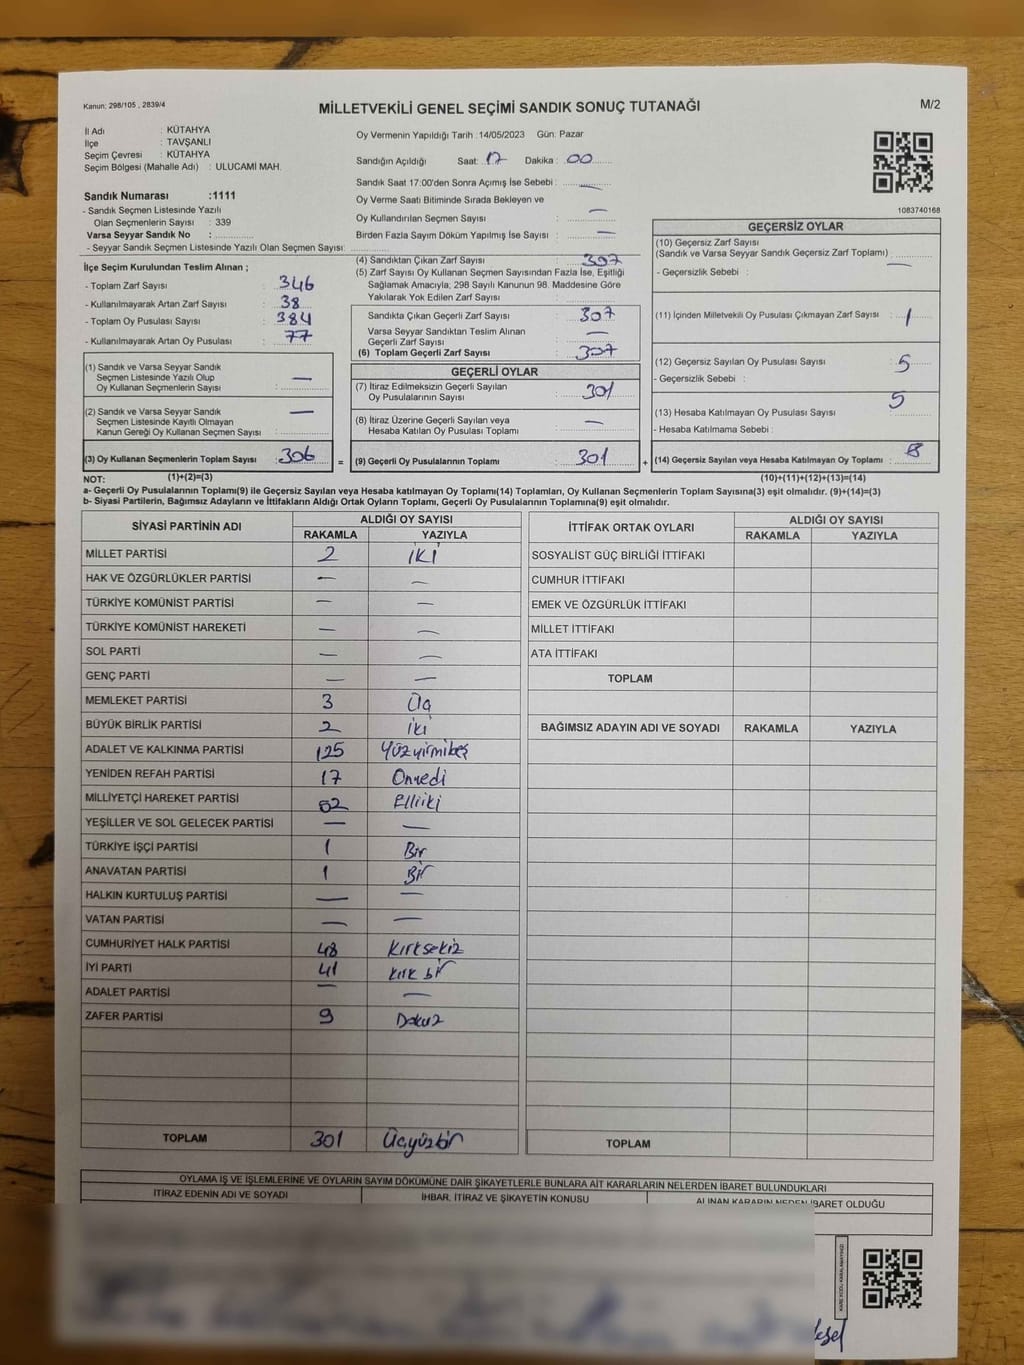 Kanun: 298/105 , 2839/4
MİLLETVEKİLİ GENEL SEÇİMİ SANDIK SONUÇ TUTANAĞI
M/2
İl Adı : KÜTAHYA
İlçe : TAVŞANLI
Seçim Çevresi : KÜTAHYA
Seçim Bölgesi (Mahalle Adı) : ULUCAMİ MAH.
Sandık Numarası :1111
- Sandık Seçmen Listesinde Yazılı
Olan Seçmenlerin Sayısı : 339
Varsa Seyyar Sandık No :
- Seyyar Sandık Seçmen Listesinde Yazılı Olan Seçmen Sayısı:
Oy Vermenin Yapıldığı Tarih :14/05/2023 Gün: Pazar
Sandığın Açıldığı Saat: 17 Dakika : 00
Sandık Saat 17:00'den Sonra Açımış İse Sebebi : —
Oy Verme Saati Bitiminde Sırada Bekleyen ve
Oy Kullandırılan Seçmen Sayısı : —
Birden Fazla Sayım Döküm Yapılmış İse Sayısı : —
1083740168
İlçe Seçim Kurulundan Teslim Alınan ;
- Toplam Zarf Sayısı : 346
- Kullanılmayarak Artan Zarf Sayısı : 38
- Toplam Oy Pusulası Sayısı : 384
- Kullanılmayarak Artan Oy Pusulası : 77
(1) Sandık ve Varsa Seyyar Sandık
Seçmen Listesinde Yazılı Olup
Oy Kullanan Seçmenlerin Sayısı : —
(2) Sandık ve Varsa Seyyar Sandık
Seçmen Listesinde Kayıtlı Olmayan
Kanun Gereği Oy Kullanan Seçmen Sayısı : —
(3) Oy Kullanan Seçmenlerin Toplam Sayısı : 306
(1)+(2)=(3)
(4) Sandıktan Çıkan Zarf Sayısı : 307
(5) Zarf Sayısı Oy Kullanan Seçmen Sayısından Fazla İse, Eşitliği
Sağlamak Amacıyla, 298 Sayılı Kanunun 98. Maddesine Göre
Yakılarak Yok Edilen Zarf Sayısı :
Sandıkta Çıkan Geçerli Zarf Sayısı : 307
Varsa Seyyar Sandıktan Teslim Alınan
Geçerli Zarf Sayısı : —
(6) Toplam Geçerli Zarf Sayısı : 307
GEÇERLİ OYLAR
(7) İtiraz Edilmeksizin Geçerli Sayılan
Oy Pusulalarının Sayısı : 301
(8) İtiraz Üzerine Geçerli Sayılan veya
Hesaba Katılan Oy Pusulası Toplamı : —
= (9) Geçerli Oy Pusulalarının Toplamı : 301
GEÇERSİZ OYLAR
(10) Geçersiz Zarf Sayısı
(Sandık ve Varsa Seyyar Sandık Geçersiz Zarf Toplamı) : —
- Geçersizlik Sebebi :
(11) İçinden Milletvekili Oy Pusulası Çıkmayan Zarf Sayısı : 1
(12) Geçersiz Sayılan Oy Pusulası Sayısı : 5
- Geçersizlik Sebebi :
(13) Hesaba Katılmayan Oy Pusulası Sayısı : 5
- Hesaba Katılmama Sebebi :
+ (14) Geçersiz Sayılan veya Hesaba Katılmayan Oy Toplamı :
(10)+(11)+(12)+(13)=(14)
NOT:
a- Geçerli Oy Pusulalarının Toplamı(9) ile Geçersiz Sayılan veya Hesaba katılmayan Oy Toplamı(14) Toplamları, Oy Kullanan Seçmenlerin Toplam Sayısına(3) eşit olmalıdır. (9)+(14)=(3)
b- Siyasi Partilerin, Bağımsız Adayların ve İttifakların Aldığı Ortak Oyların Toplamı, Geçerli Oy Pusulalarının Toplamına(9) eşit olmalıdır.
SİYASİ PARTİNİN ADI ALDIĞI OY SAYISI
RAKAMLA YAZIYLA
MİLLET PARTİSİ 2 İki
HAK VE ÖZGÜRLÜKLER PARTİSİ — —
TÜRKİYE KOMÜNİST PARTİSİ — —
TÜRKİYE KOMÜNİST HAREKETİ — —
SOL PARTİ — —
GENÇ PARTİ — —
MEMLEKET PARTİSİ 3 Üç
BÜYÜK BİRLİK PARTİSİ 2 İki
ADALET VE KALKINMA PARTİSİ 125 Yüzyirmibeş
YENİDEN REFAH PARTİSİ 17 Onyedi
MİLLİYETÇİ HAREKET PARTİSİ 52 Elliiki
YEŞİLLER VE SOL GELECEK PARTİSİ — —
TÜRKİYE İŞÇİ PARTİSİ 1 Bir
ANAVATAN PARTİSİ 1 Bir
HALKIN KURTULUŞ PARTİSİ — —
VATAN PARTİSİ — —
CUMHURİYET HALK PARTİSİ 48 Kırksekiz
İYİ PARTİ 41 Kırk bir
ADALET PARTİSİ — —
ZAFER PARTİSİ 9 Dokuz
TOPLAM 301 Üçyüzbir
İTTİFAK ORTAK OYLARI ALDIĞI OY SAYISI
RAKAMLA YAZIYLA
SOSYALİST GÜÇ BİRLİĞİ İTTİFAKI
CUMHUR İTTİFAKI
EMEK VE ÖZGÜRLÜK İTTİFAKI
MİLLET İTTİFAKI
ATA İTTİFAKI
TOPLAM
BAĞIMSIZ ADAYIN ADI VE SOYADI RAKAMLA YAZIYLA
TOPLAM
OYLAMA İŞ VE İŞLEMLERİNE VE OYLARIN SAYIM DÖKÜMÜNE DAİR ŞİKAYETLERLE BUNLARA AİT KARARLARIN NELERDEN İBARET BULUNDUKLARI
İTİRAZ EDENİN ADI VE SOYADI İHBAR, İTİRAZ VE ŞİKAYETİN KONUSU ALINAN KARARIN NEDEN İBARET OLDUĞU
KARE KODU KARALAMAYINIZ!